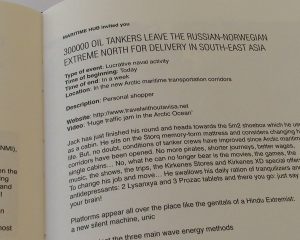 MARITIME HUB invited you
300000 OIL TANKERS LEAVE THE RUSSIAN-NORWEGIAN
EXTREME NORTH FOR DELIVERY IN SOUTH-EAST ASIA
Type of event: Lucrative naval activity
Time of beginning: Today
Time of end: In a week
Location: In the new Arctic maritime transportation corridors
Description: Personal shopper
Website: http://www.travelwithoutavisa.net
Video: 'Huge traffic jam in the Arctic Ocean'
Jack has just finished his round and heads towards the 5m2 shoebox which he uses
as a cabin. He sits on the Storq memory-form mattress and considers changing his
life. But, no doubt, conditions of tanker crews have improved since Arctic maritime
corridors have been opened. No more pirates, shorter journeys, better wages,
single cabins... No, what he can no longer bear is the movies, the games, the
music, the shows, the trips, the Kirkenes Stores and Kirkenes XD special offers
To change his job and move... He swallows his daily ration of tranquilizers and
antidepressants: 2 Lysanxya and 3 Prozac tablets and there you go: just say
your brain!
Platforms appear all over the place like the genitals of a Hindu Extremist:
a new silent machine, unic
of the three main wave energy methods
NMI),
the